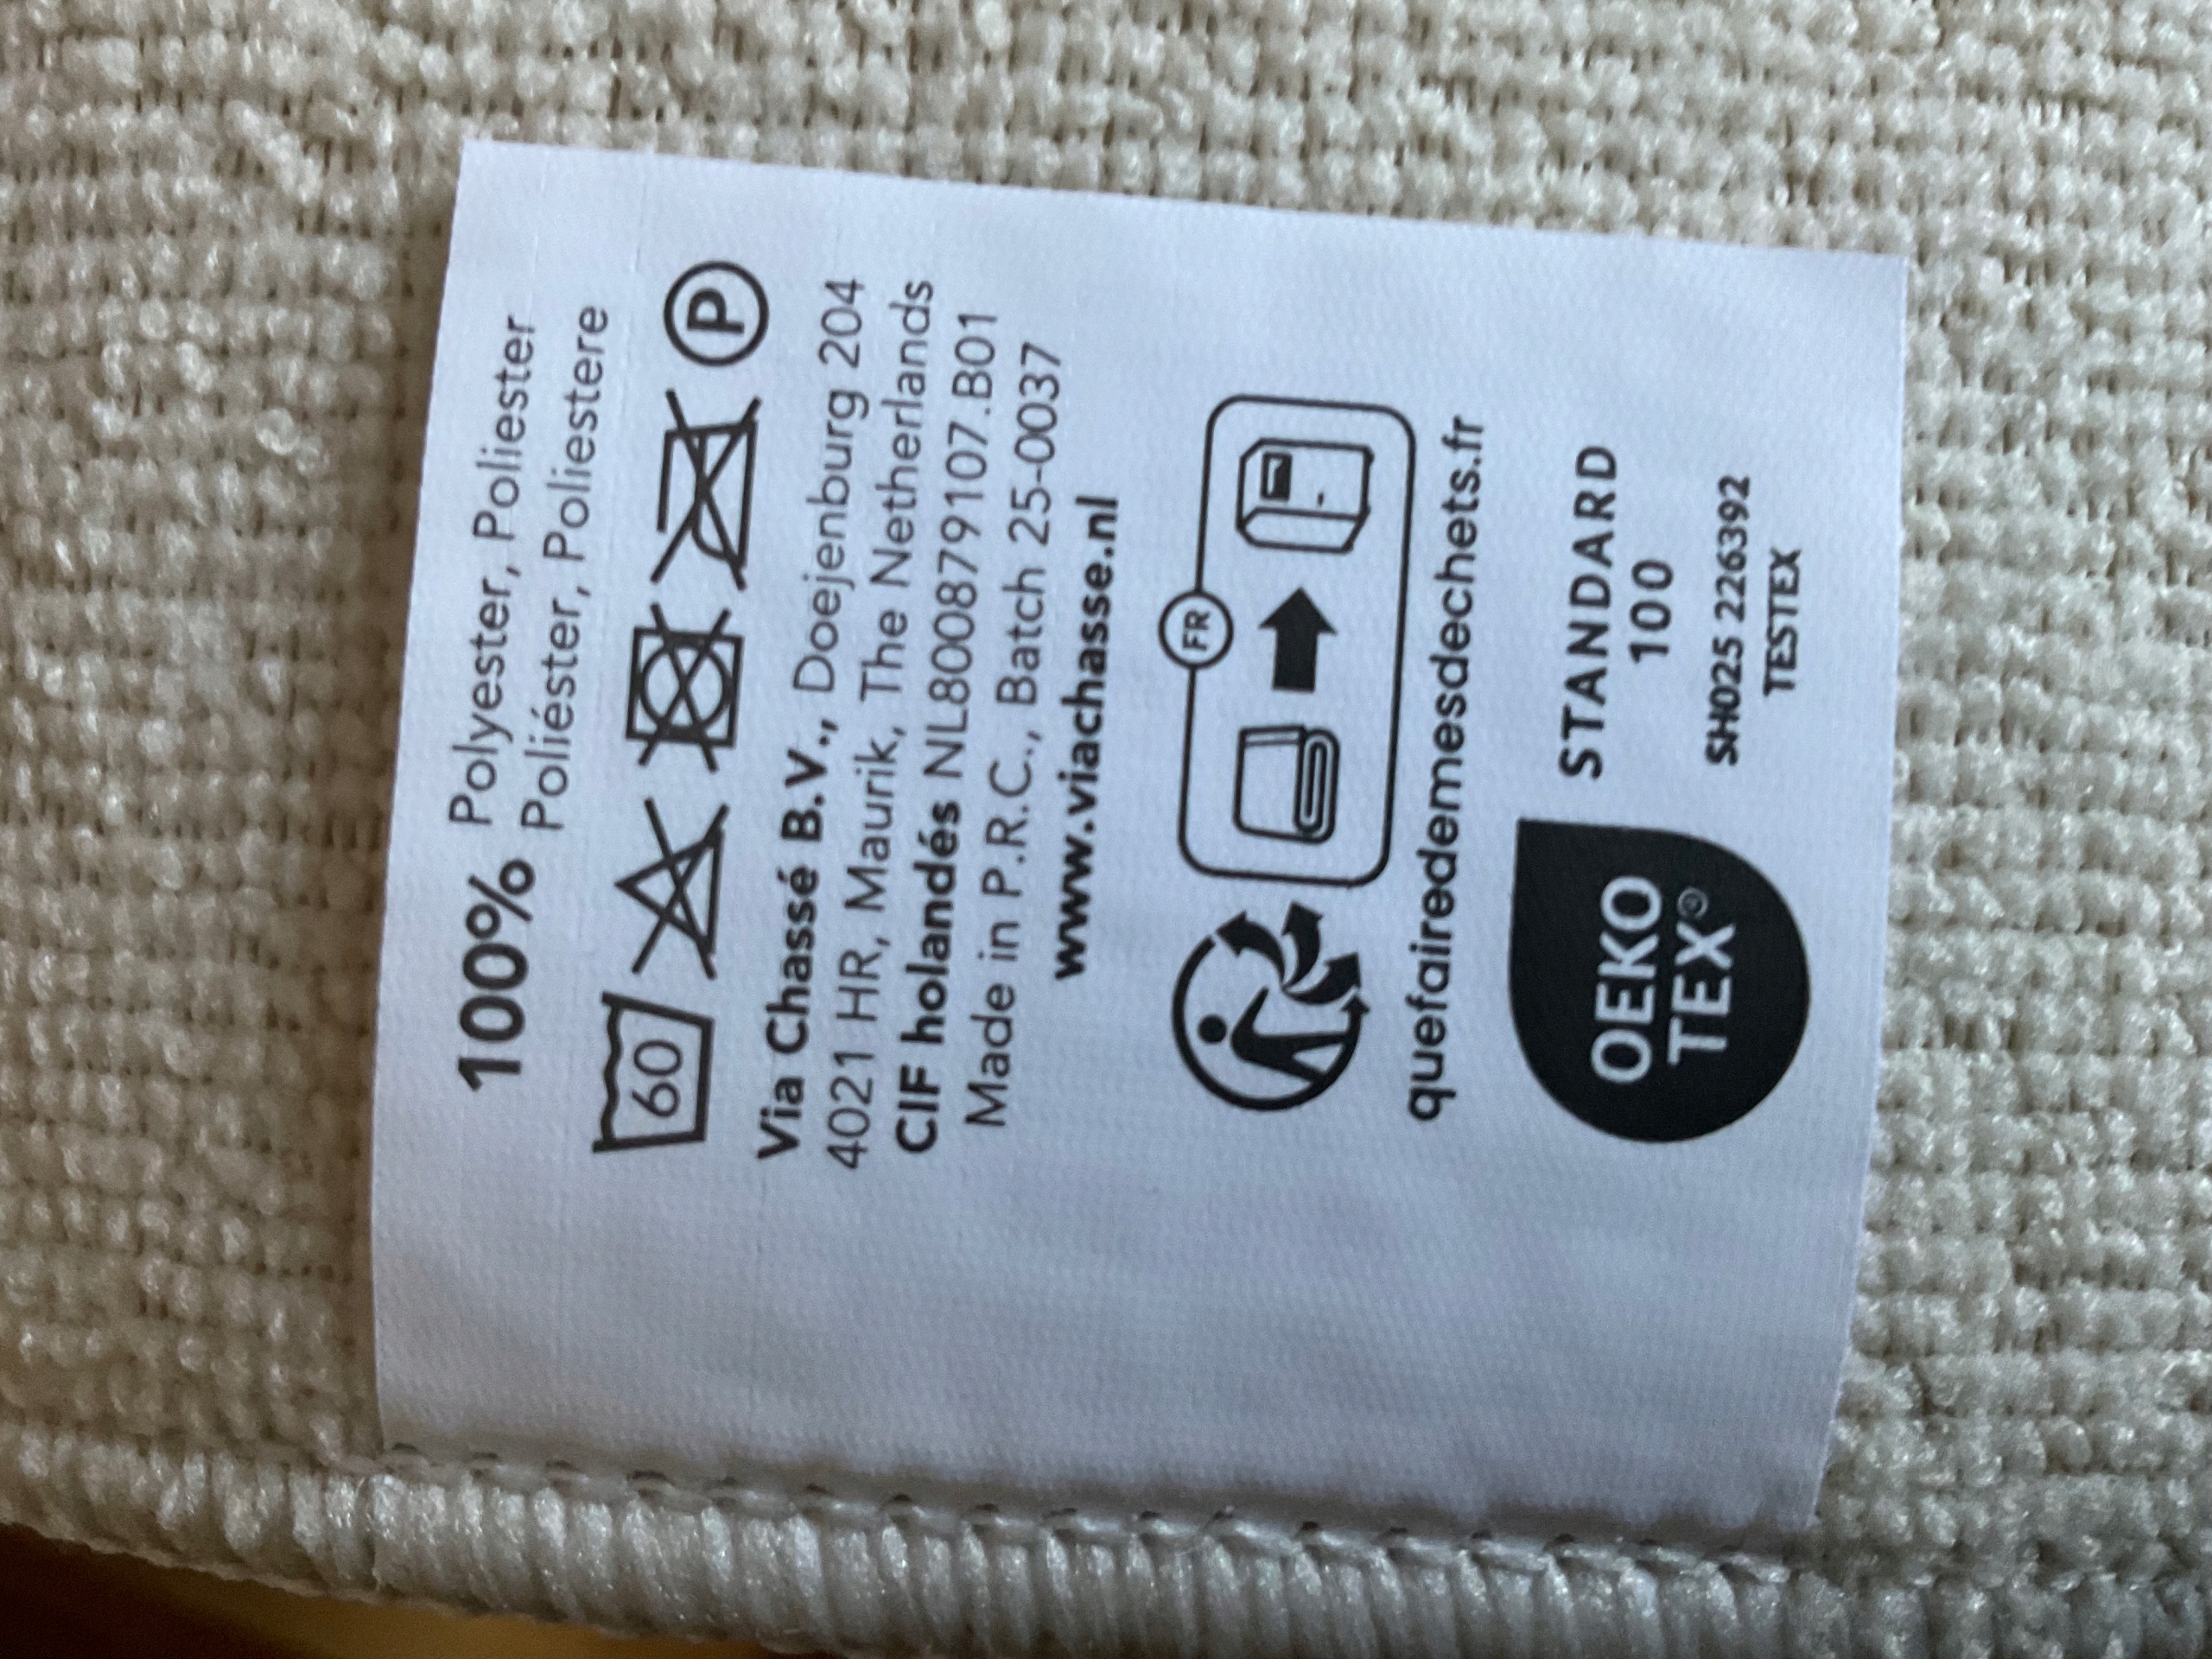 100% Polyester, Poliester
Poliéster, Poliestere
60 P
Via Chassé B.V., Doejenburg 204
4021 HR, Maurik, The Netherlands
CIF holandés NL800879107.B01
Made in P.R.C., Batch 25-0037
www.viachasse.nl
FR
quefairedemesdechets.fr
OEKO
TEX®
STANDARD
100
SH025 226392
TESTEX